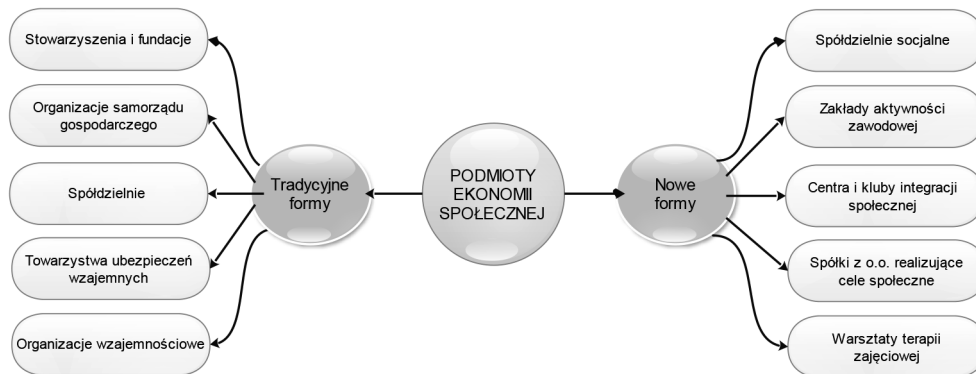 Stowarzyszenia i fundacje
Organizacje samorządu
gospodarczego
Spółdzielnie
Towarzystwa ubezpieczeń
wzajemnych
Organizacje wzajemnościowe
Tradycyjne
formy
PODMIOTY
EKONOMII
SPOŁECZNEJ
Nowe
formy
Spółdzielnie socjalne
Zakłady aktywności
zawodowej
Centra i kluby integracji
społecznej
Spółki z o.o. realizujące
cele społeczne
Warsztaty terapii
zajęciowej